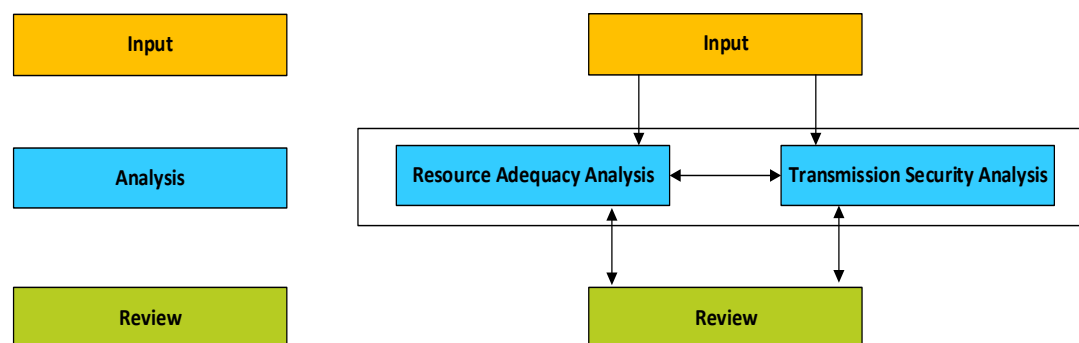 Input
Input
Analysis
Resource Adequacy Analysis
Transmission Security Analysis
Review
Review